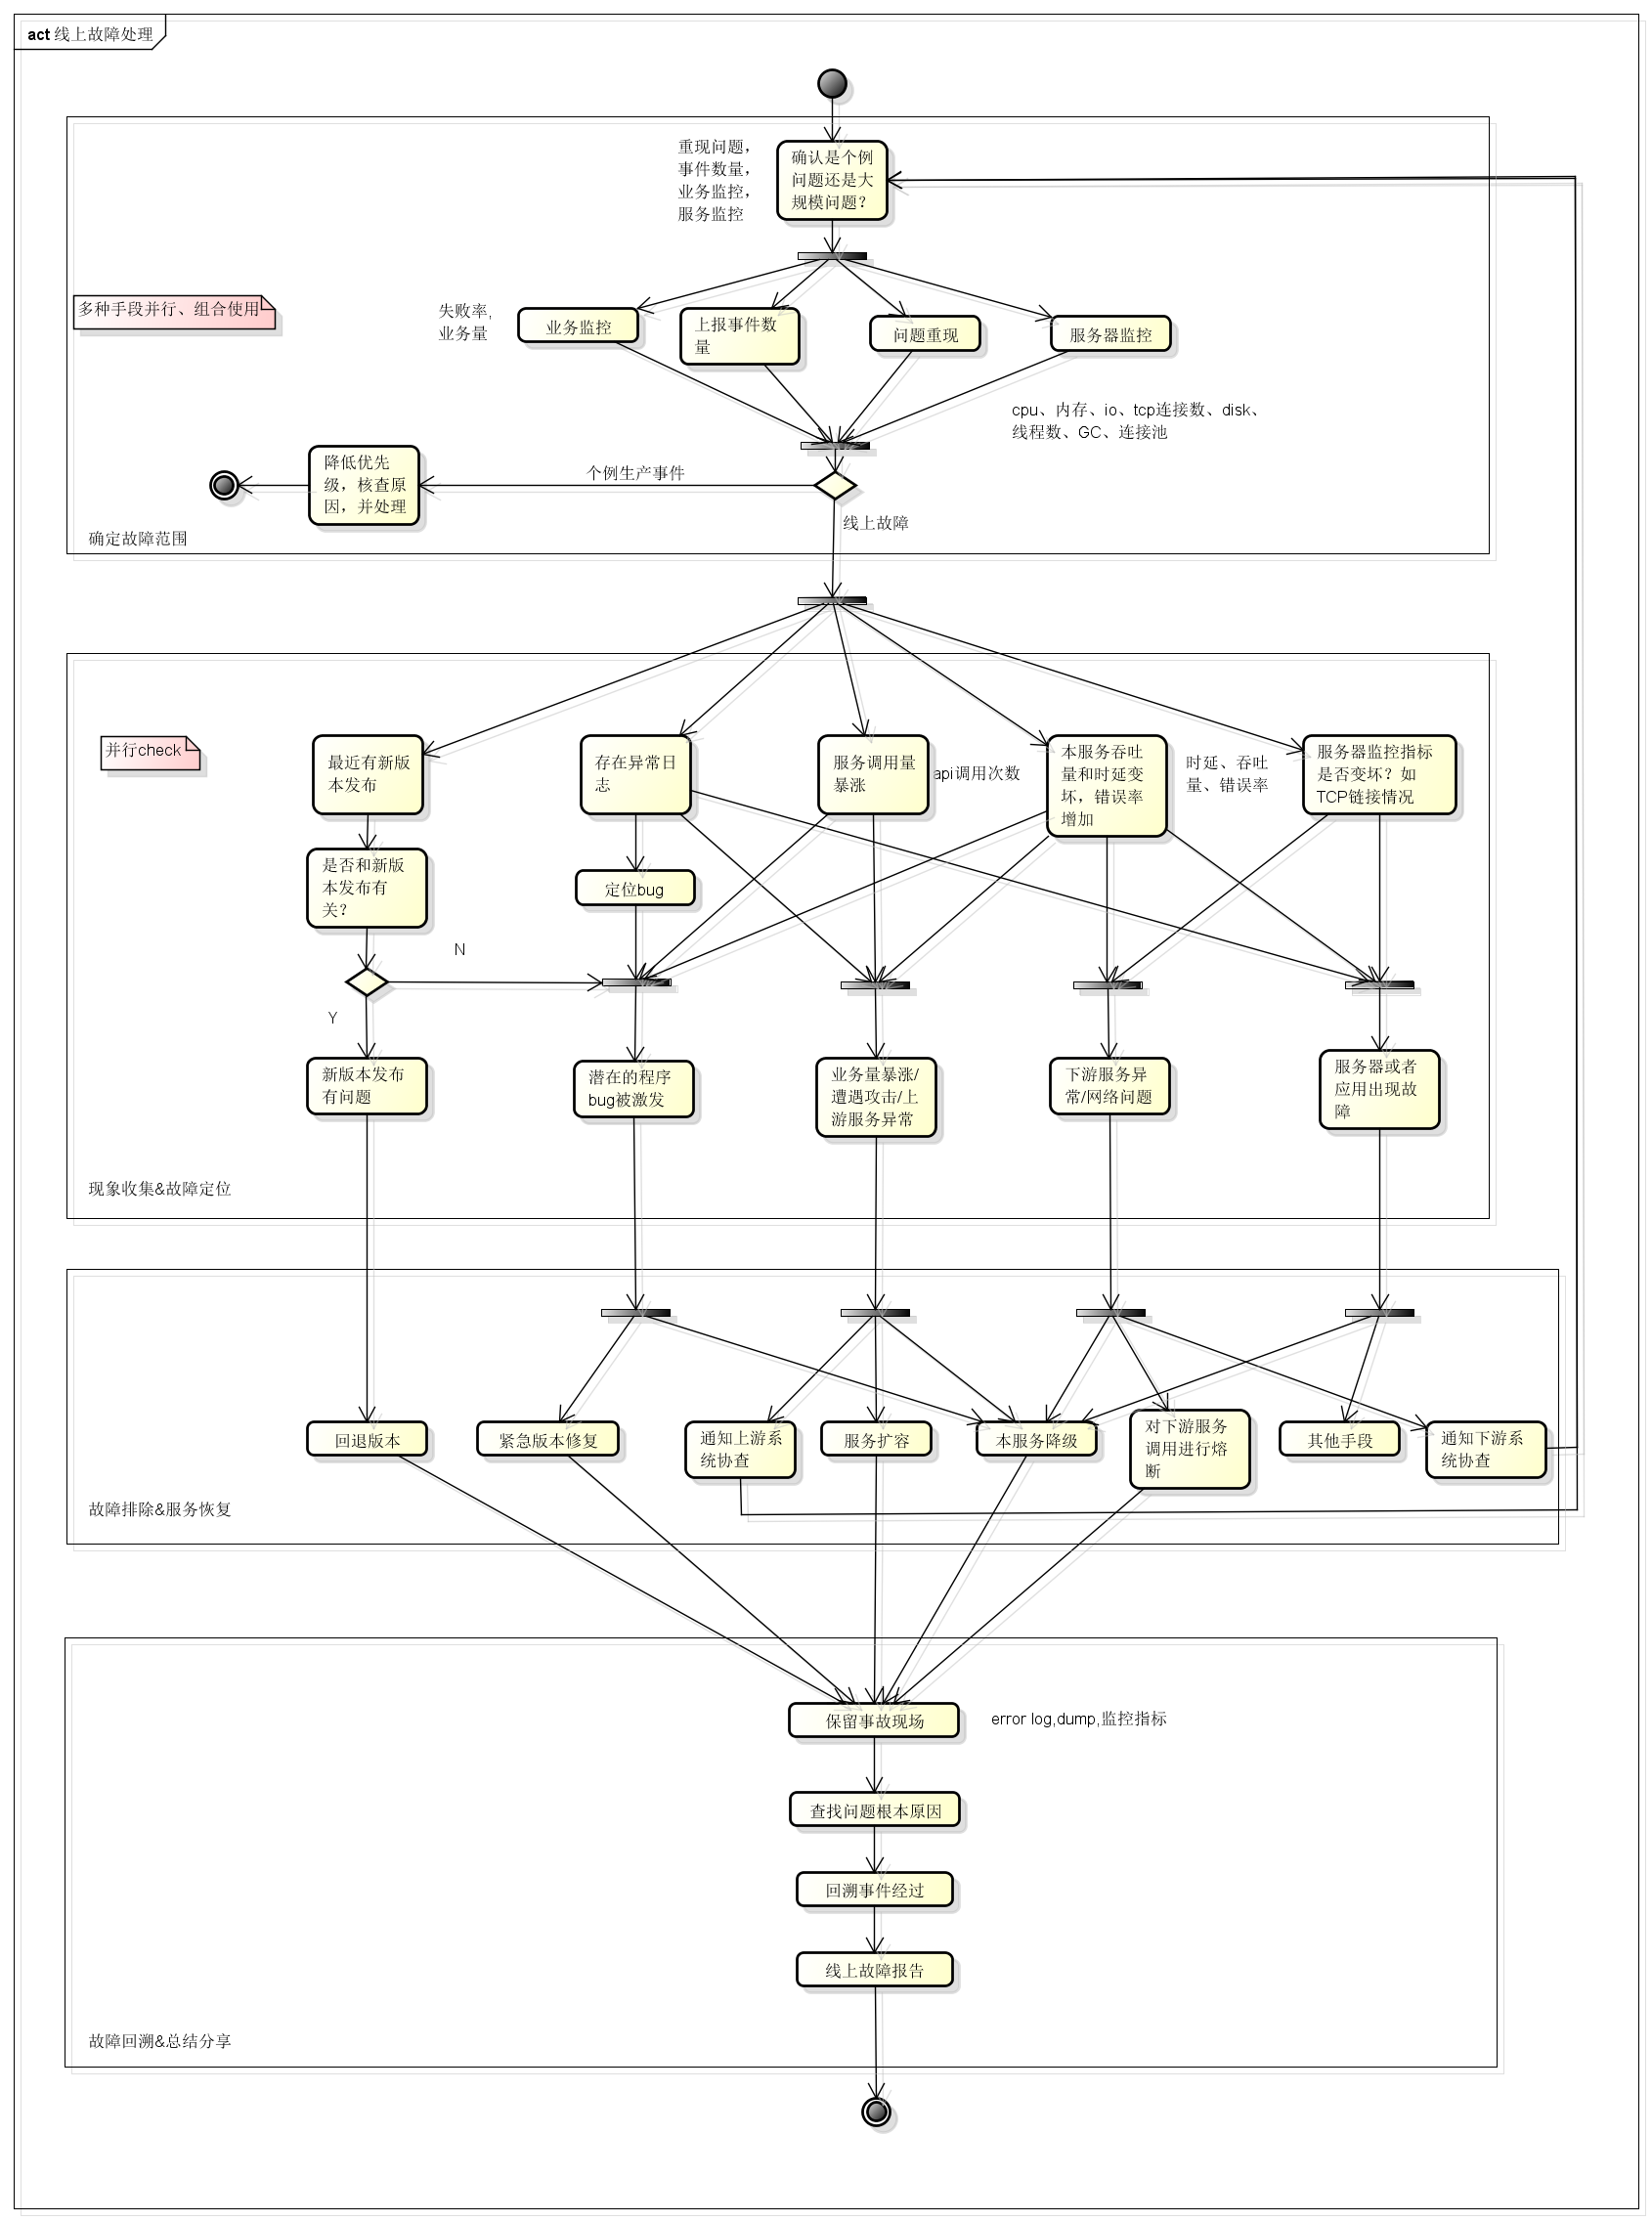 act 线上故障处理
重现问题，
事件数量，
业务监控，
服务监控
确认是个例
问题还是大
规模问题？
多种手段并行、组合使用
失败率，
业务量
业务监控
上报事件数
量
问题重现
服务器监控
cpu、内存、io、tcp连接数、disk、
线程数、GC、连接池
降低优先
级，核查原
因，并处理
个例生产事件
线上故障
确定故障范围
并行check
最近有新版
本发布
存在异常日
志
服务调用量
暴涨
api调用次数
本服务吞吐
量和时延变
坏，错误率
增加
时延、吞吐
量、错误率
服务器监控指标
是否变坏？如
TCP链接情况
是否和新版
本发布有
关？
定位bug
N
Y
新版本发布
有问题
潜在的程序
bug被激发
业务量暴涨/
遭遇攻击/上
游服务异常
下游服务异
常/网络问题
服务器或者
应用出现故
障
现象收集&故障定位
回退版本
紧急版本修复
通知上游系
统协查
服务扩容
本服务降级
对下游服务
调用进行熔
断
其他手段
通知下游系
统协查
故障排除&服务恢复
保留事故现场
error log,dump,监控指标
查找问题根本原因
回溯事件经过
线上故障报告
故障回溯&总结分享